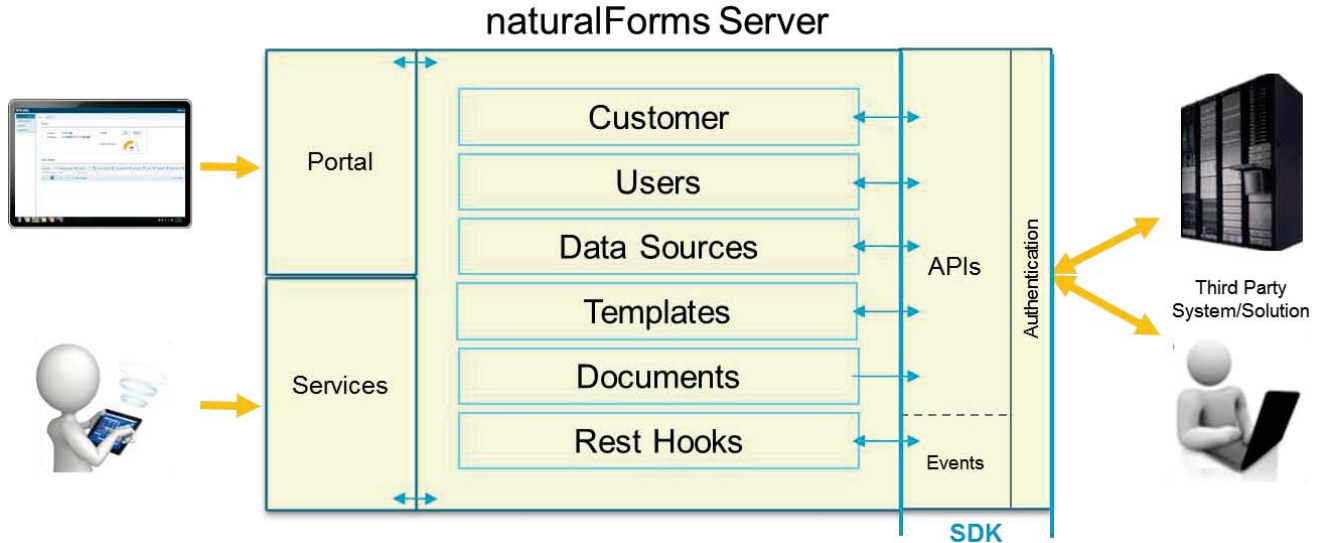 naturalForms Server
Portal
Services
Customer
Users
Data Sources
Templates
Documents
Rest Hooks
APIs
Events
Authentication
SDK
Third Party
System/Solution